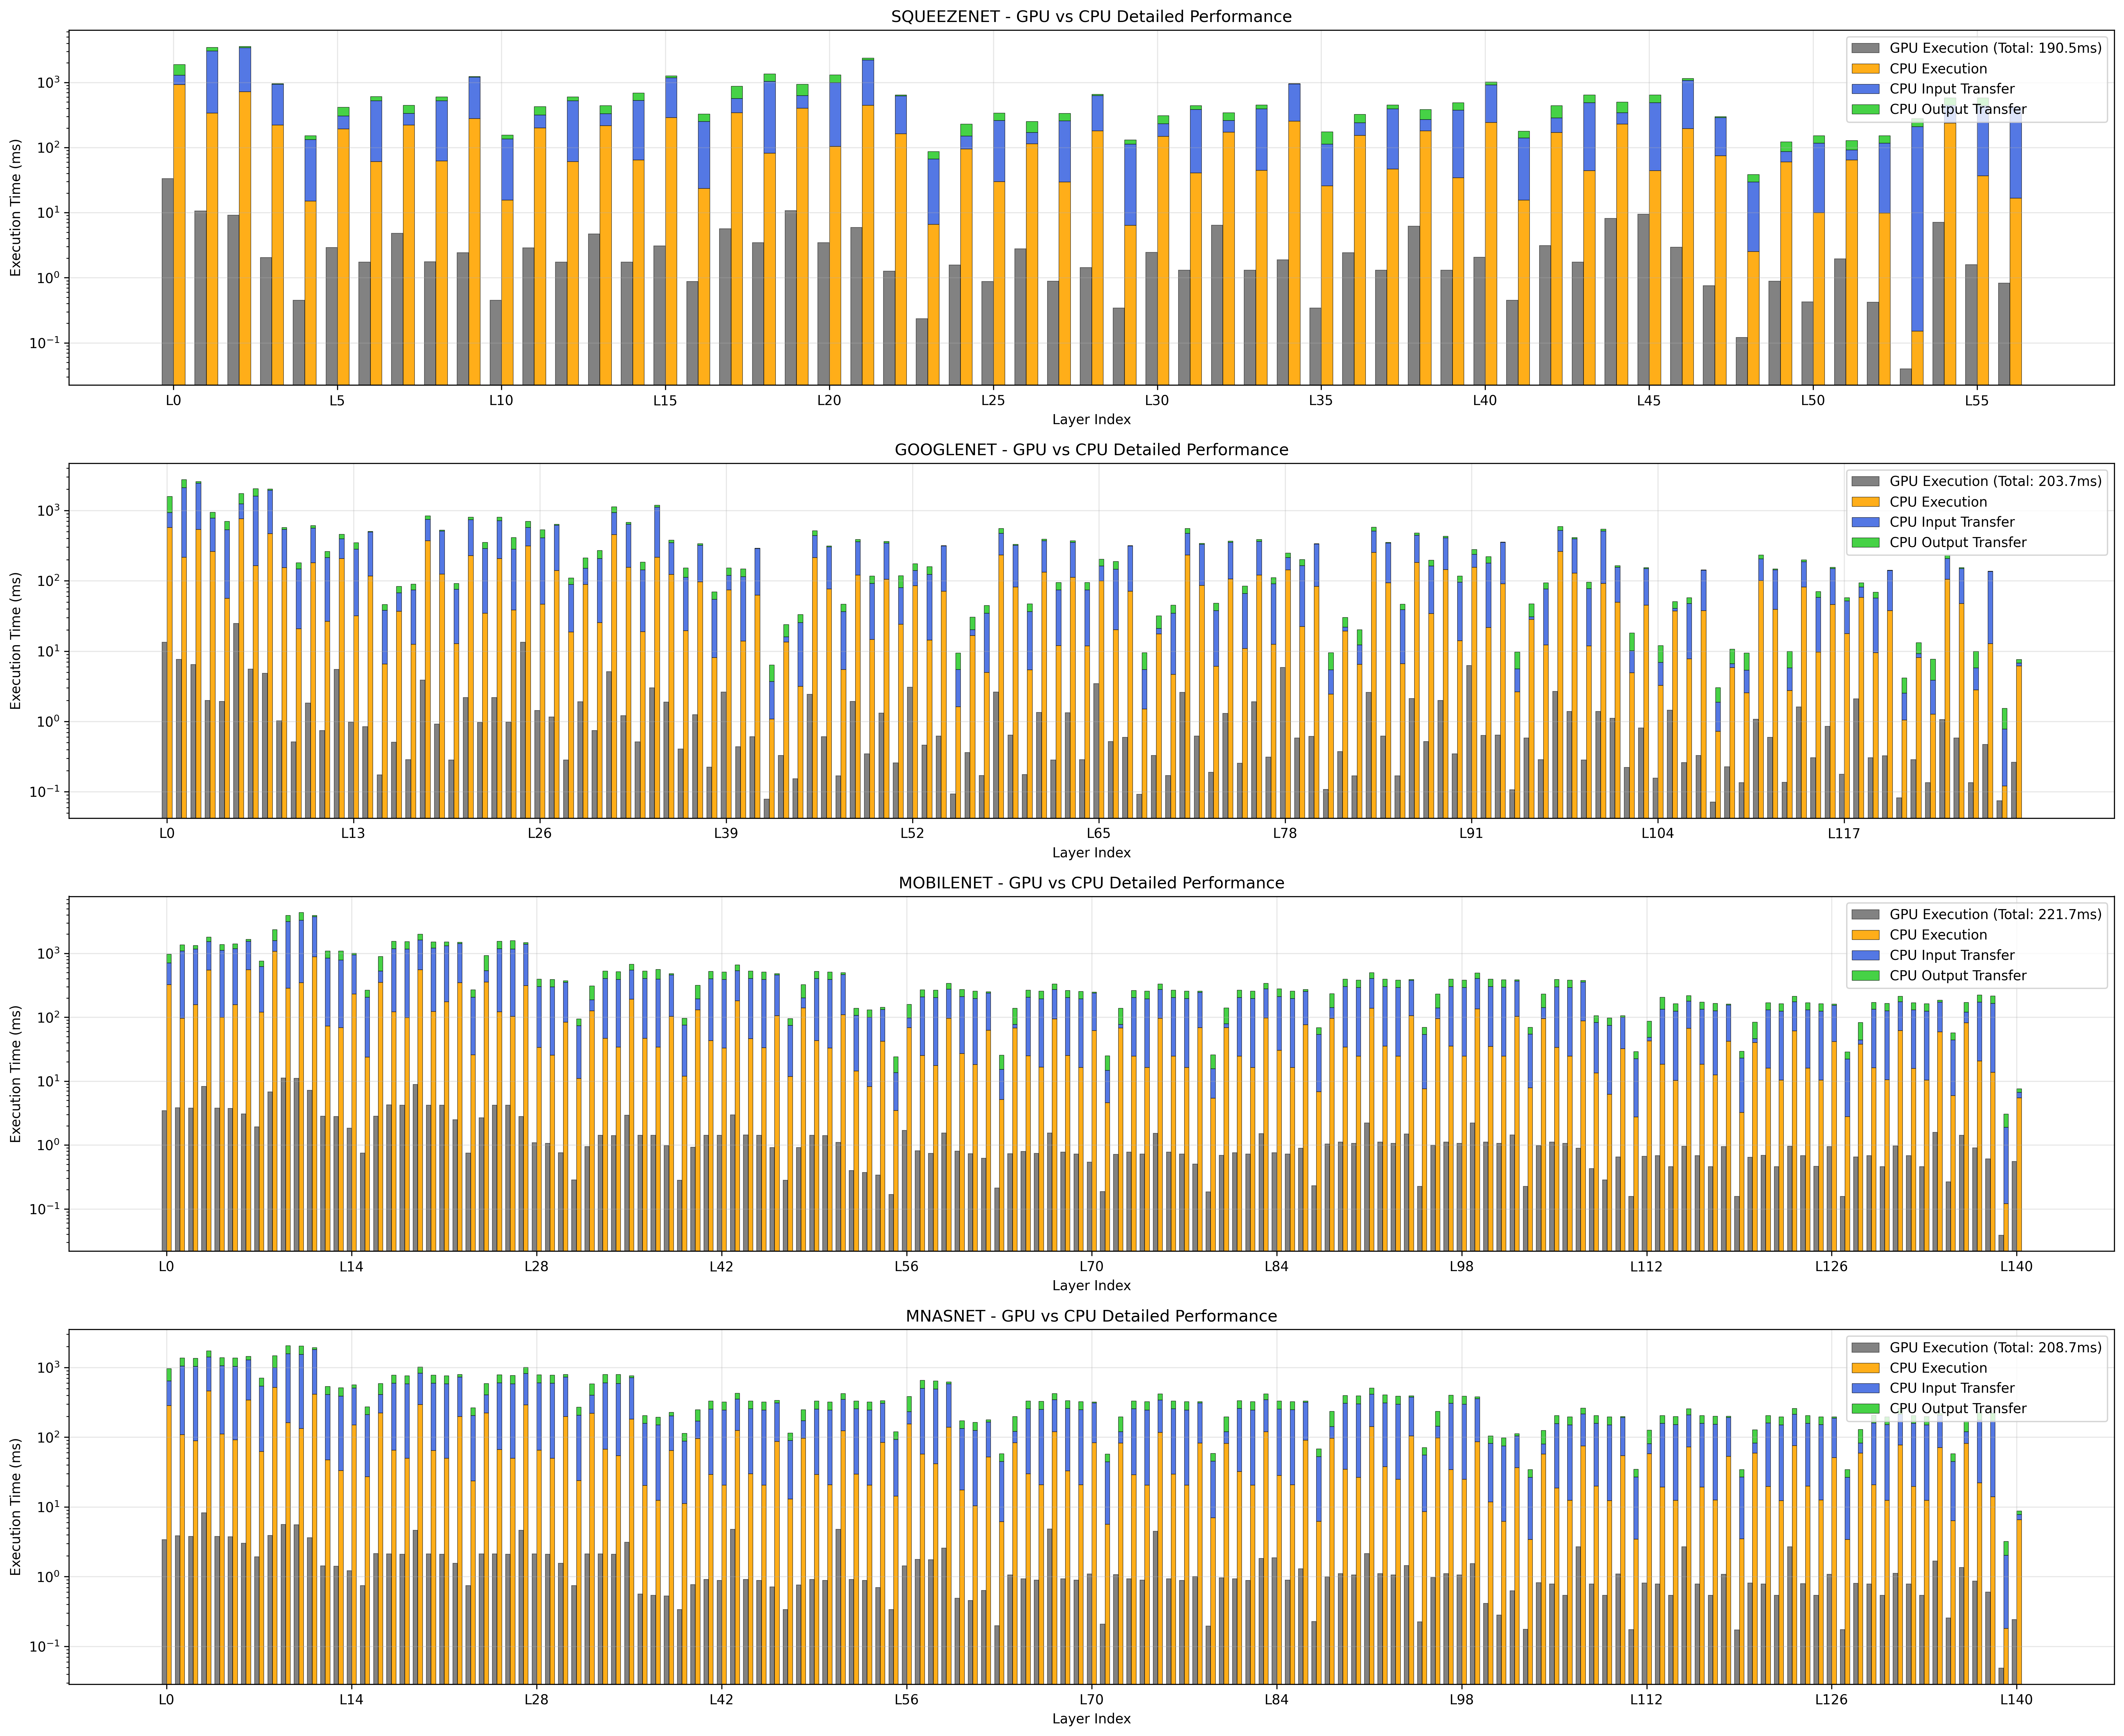 SQUEEZENET - GPU vs CPU Detailed Performance
GPU Execution (Total: 190.5ms)
CPU Execution
CPU Input Transfer
CPU Output Transfer
Execution Time (ms)
10³
10²
10¹
10⁰
10⁻¹
L0 L5 L10 L15 L20 L25 L30 L35 L40 L45 L50 L55
Layer Index
GOOGLENET - GPU vs CPU Detailed Performance
GPU Execution (Total: 203.7ms)
CPU Execution
CPU Input Transfer
CPU Output Transfer
Execution Time (ms)
10³
10²
10¹
10⁰
10⁻¹
L0 L13 L26 L39 L52 L65 L78 L91 L104 L117
Layer Index
MOBILENET - GPU vs CPU Detailed Performance
GPU Execution (Total: 221.7ms)
CPU Execution
CPU Input Transfer
CPU Output Transfer
Execution Time (ms)
10³
10²
10¹
10⁰
10⁻¹
L0 L14 L28 L42 L56 L70 L84 L98 L112 L126 L140
Layer Index
MNASNET - GPU vs CPU Detailed Performance
GPU Execution (Total: 208.7ms)
CPU Execution
CPU Input Transfer
CPU Output Transfer
Execution Time (ms)
10³
10²
10¹
10⁰
10⁻¹
L0 L14 L28 L42 L56 L70 L84 L98 L112 L126 L140
Layer Index